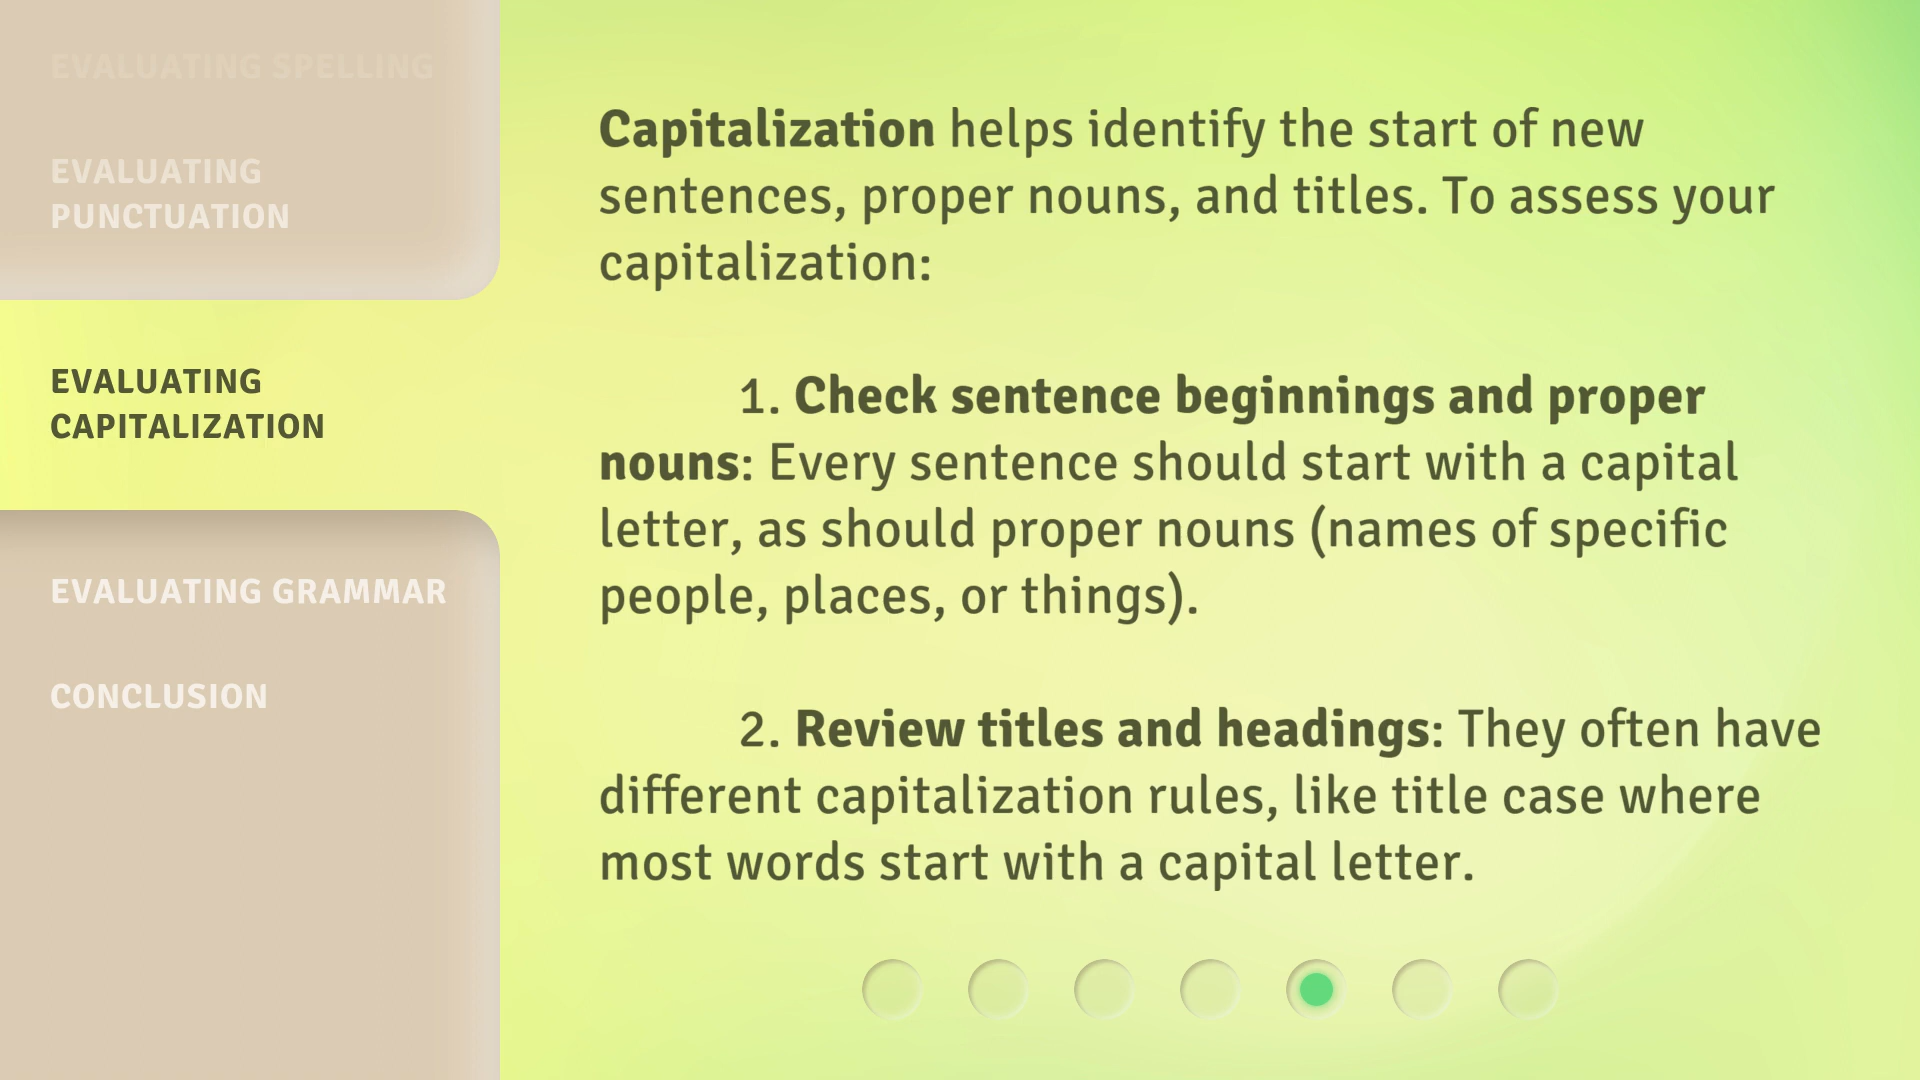 EVALUATING SPELLING
EVALUATING
PUNCTUATION
EVALUATING
CAPITALIZATION
EVALUATING GRAMMAR
CONCLUSION
Capitalization helps identify the start of new
sentences, proper nouns, and titles. To assess your
capitalization:
1. Check sentence beginnings and proper
nouns: Every sentence should start with a capital
letter, as should proper nouns (names of specific
people, places, or things).
2. Review titles and headings: They often have
different capitalization rules, like title case where
most words start with a capital letter.